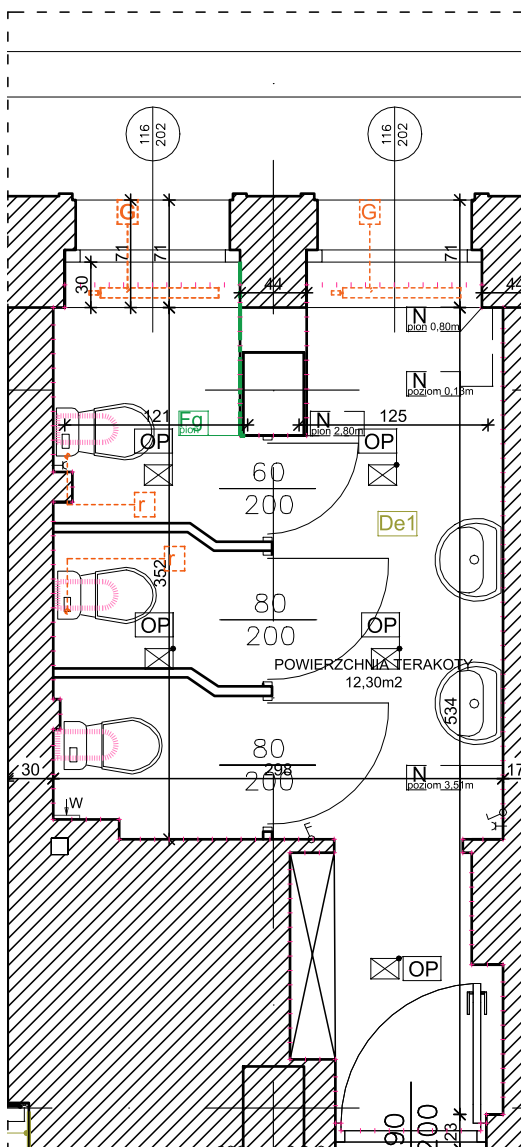 116
202
116
202
G
G
71
71
71
30
44
44
N
pion 0,80m
N
poziom 0,13m
121
Fg
pion
N
pion 2,80m
125
OP
OP
60
200
r
De1
r
352
80
200
OP
OP
POWIERZCHNIA TERAKOTY
12,30m2
534
80
200
30
298
N
poziom 3,51m
17
W
F
OP
90
200
23